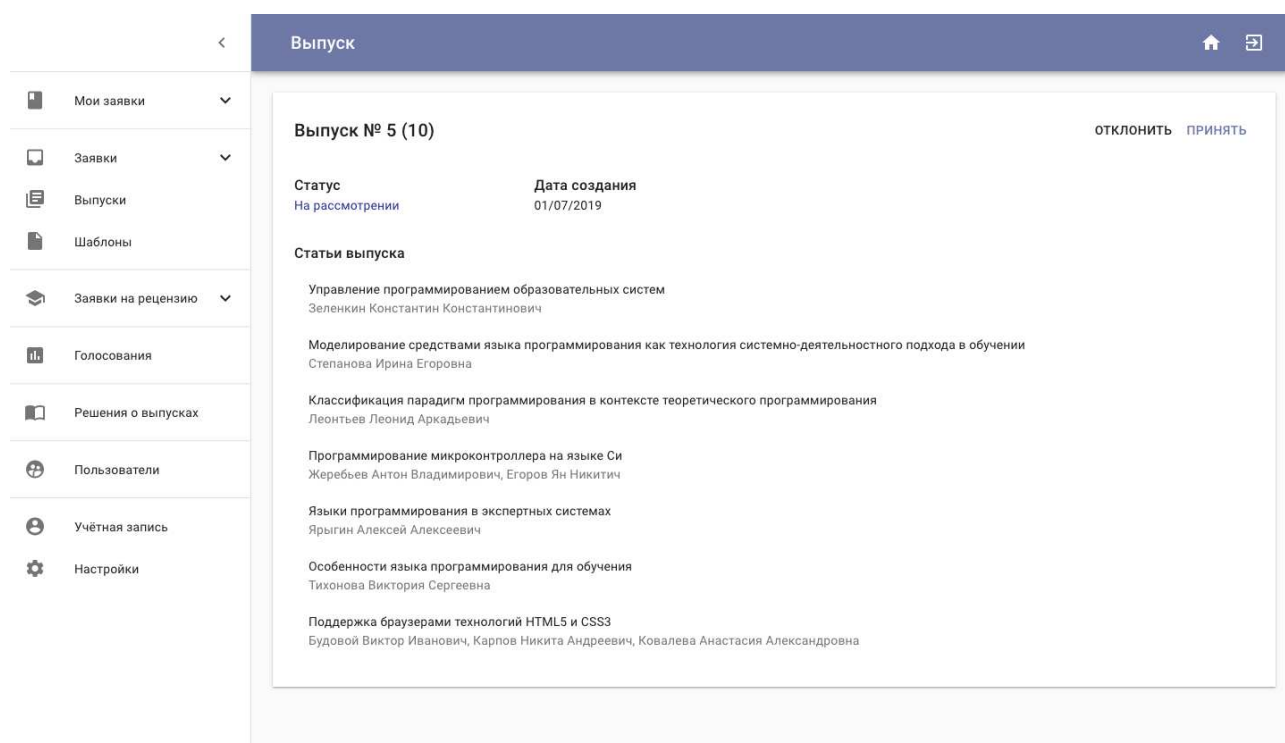 Выпуск
Мои заявки
Заявки
Выпуски
Шаблоны
Заявки на рецензию
Голосования
Решения о выпусках
Пользователи
Учётная запись
Настройки
Выпуск № 5 (10)
ОТКЛОНИТЬ ПРИНЯТЬ
Статус
На рассмотрении
Дата создания
01/07/2019
Статьи выпуска
Управление программированием образовательных систем
Зеленкин Константин Константинович
Моделирование средствами языка программирования как технология системно-деятельностного подхода в обучении
Степанова Ирина Егоровна
Классификация парадигм программирования в контексте теоретического программирования
Леонтьев Леонид Аркадьевич
Программирование микроконтроллера на языке Си
Жеребьев Антон Владимирович, Егоров Ян Никитич
Языки программирования в экспертных системах
Ярыгин Алексей Алексеевич
Особенности языка программирования для обучения
Тихонова Виктория Сергеевна
Поддержка браузерами технологий HTML5 и CSS3
Будовой Виктор Иванович, Карпов Никита Андреевич, Ковалева Анастасия Александровна